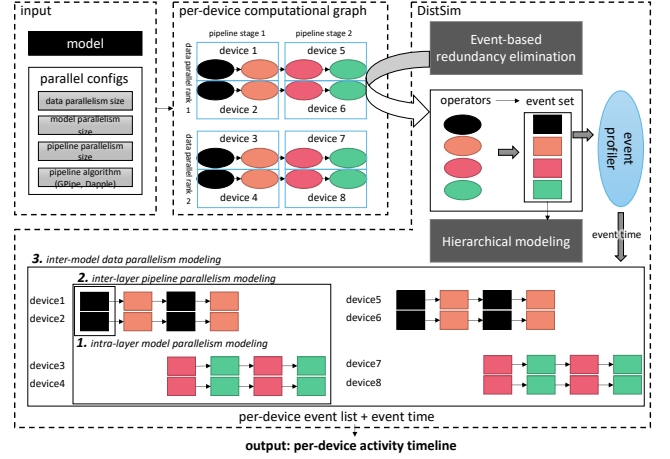 input
model
parallel configs
data parallelism size
model parallelism
size
pipeline parallelism
size
pipeline algorithm
(GPipe, Dapple)
per-device computational graph
pipeline stage 1
pipeline stage 2
data parallel rank
1
device 1
device 5
device 2
device 6
data parallel rank
2
device 3
device 7
device 4
device 8
DistSim
Event-based
redundancy elimination
operators
event set
event
profiler
Hierarchical modeling
event time
3. inter-model data parallelism modeling
2. inter-layer pipeline parallelism modeling
device1
device2
1. intra-layer model parallelism modeling
device3
device4
device5
device6
device7
device8
per-device event list + event time
output: per-device activity timeline